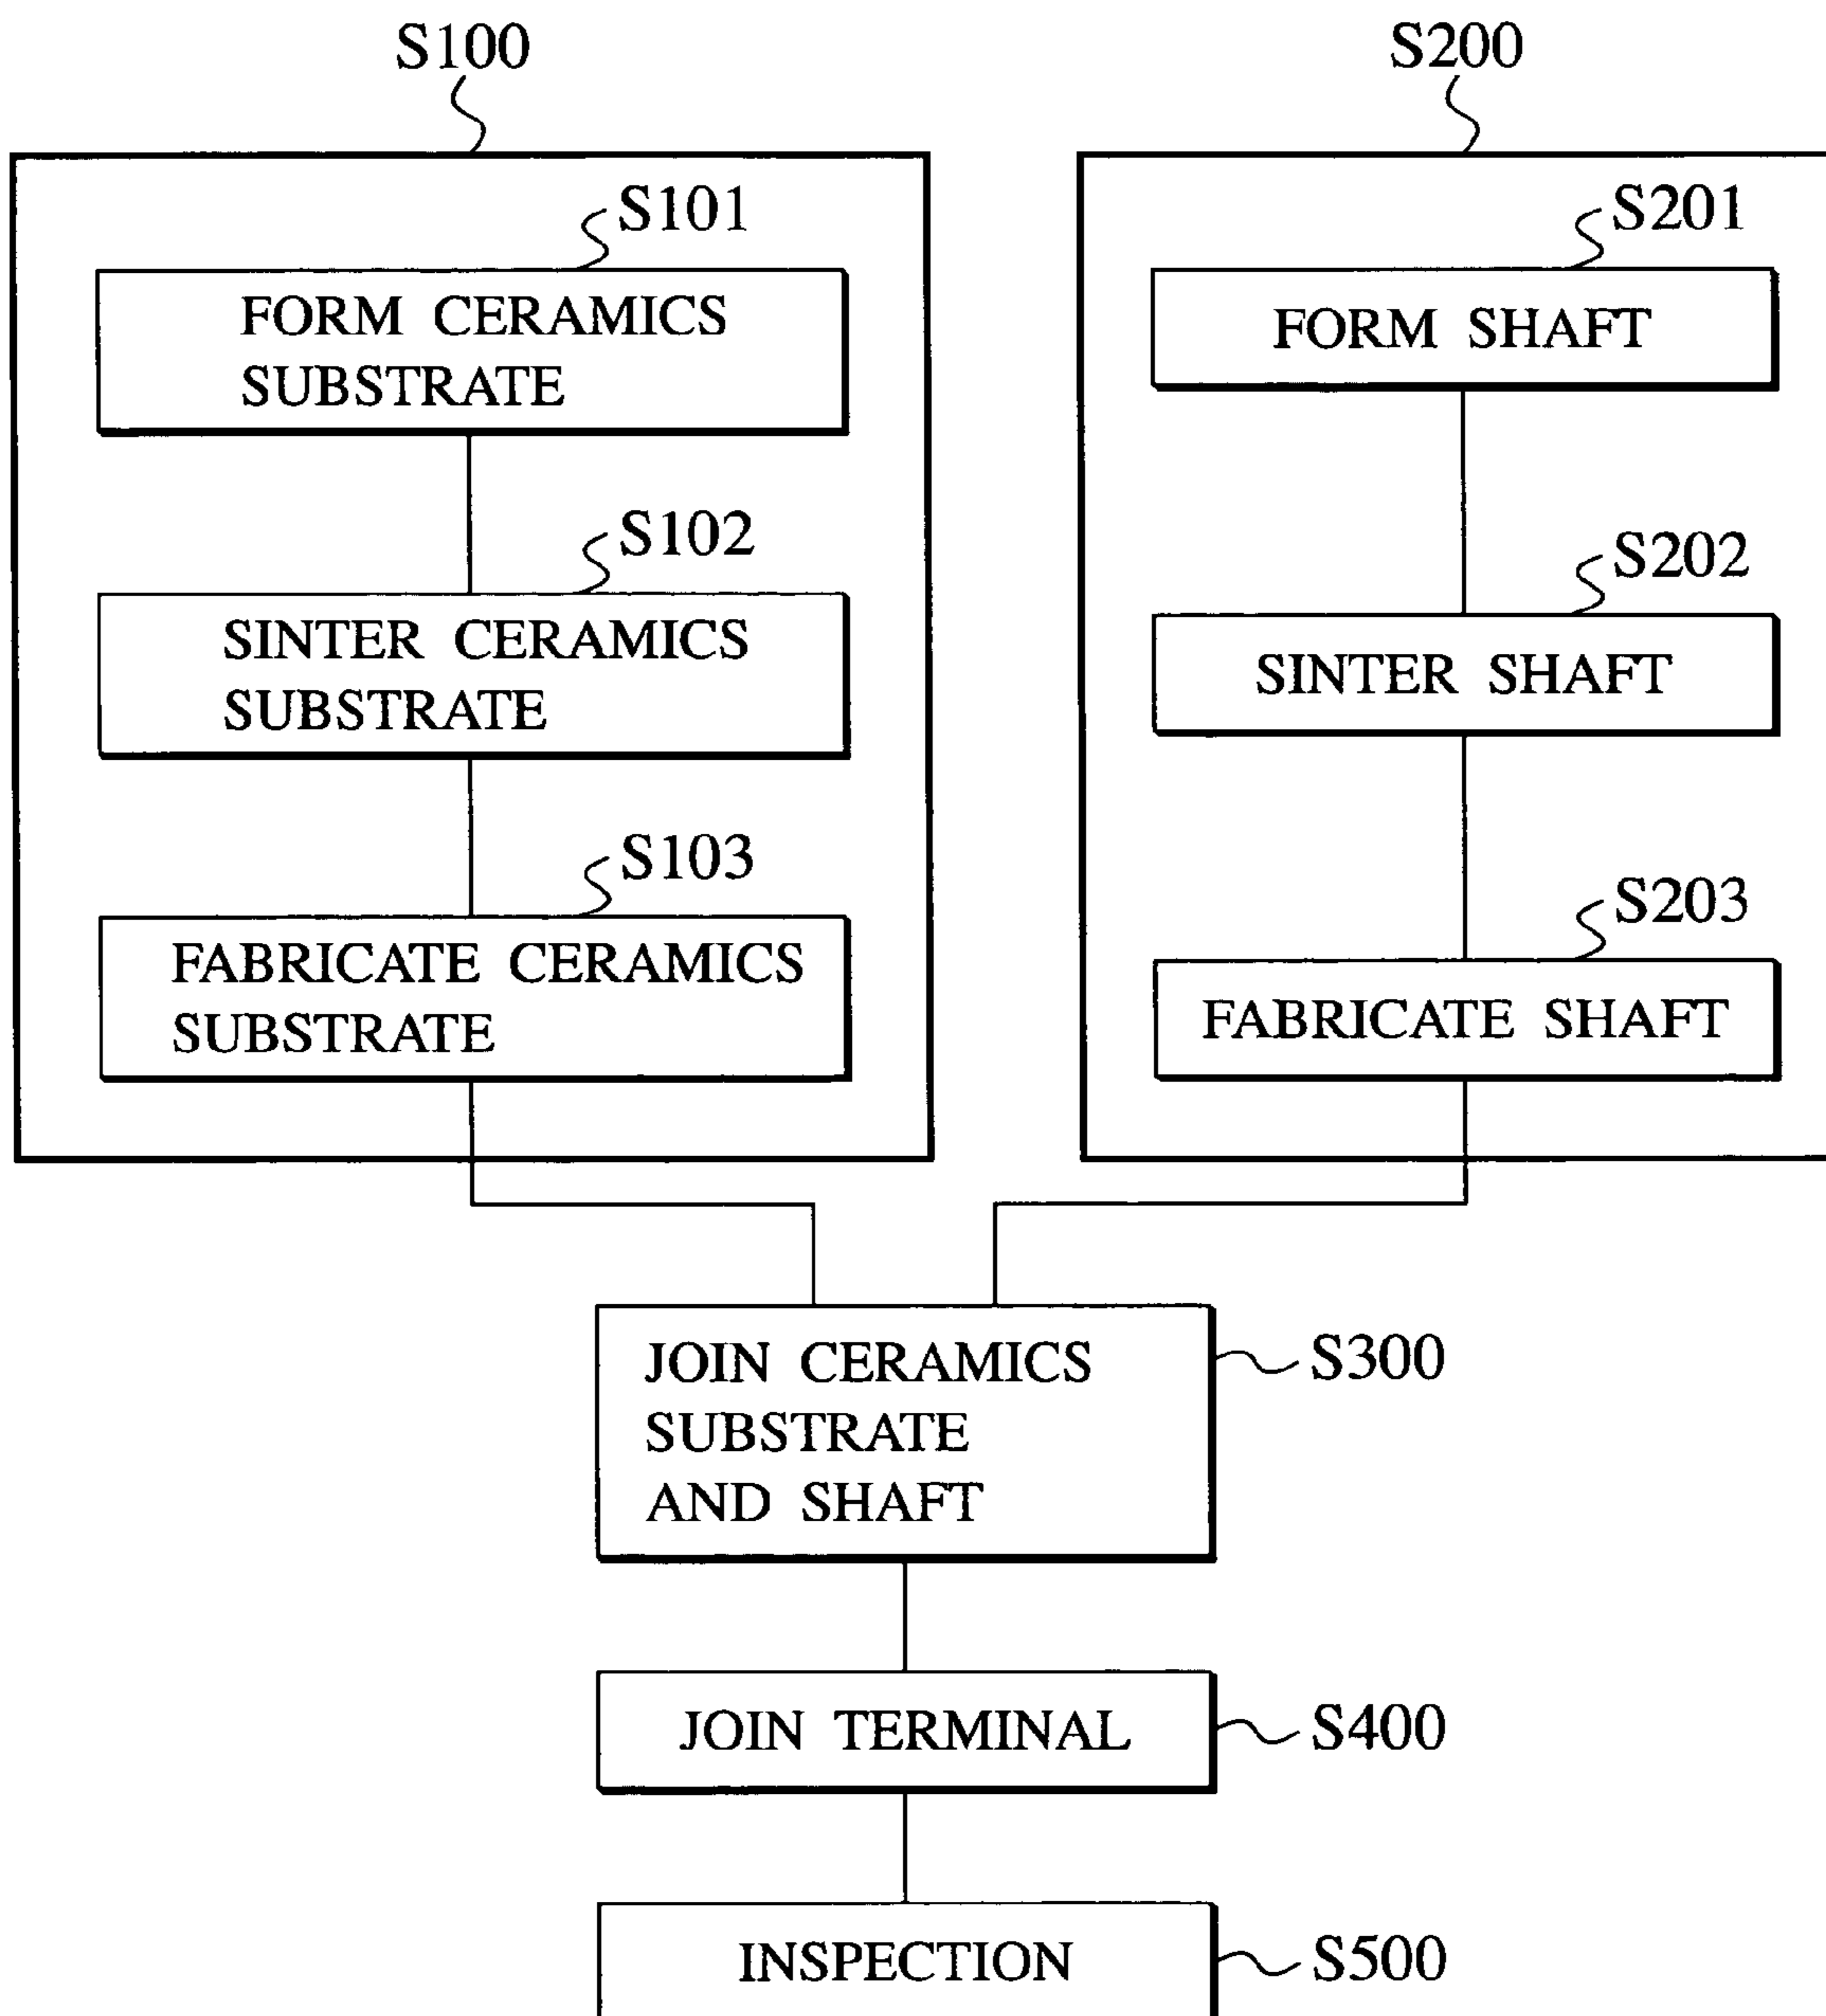 S100
S101
FORM CERAMICS
SUBSTRATE
S102
SINTER CERAMICS
SUBSTRATE
S103
FABRICATE CERAMICS
SUBSTRATE
S200
S201
FORM SHAFT
S202
SINTER SHAFT
S203
FABRICATE SHAFT
JOIN CERAMICS
SUBSTRATE
AND SHAFT
S300
JOIN TERMINAL
S400
INSPECTION
S500